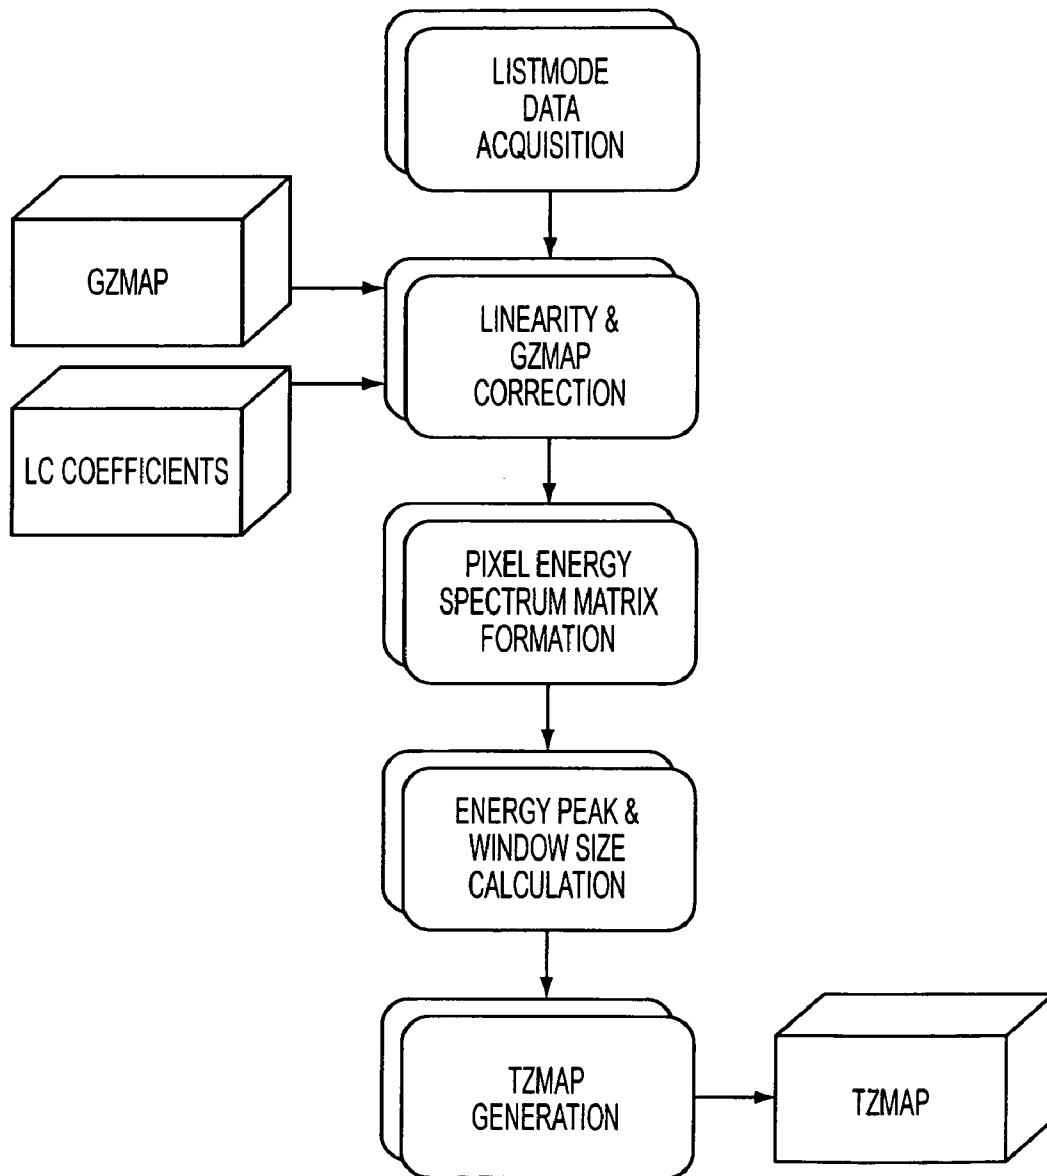 LISTMODE
DATA
ACQUISITION
GZMAP
LINEARITY &
GZMAP
CORRECTION
LC COEFFICIENTS
PIXEL ENERGY
SPECTRUM MATRIX
FORMATION
ENERGY PEAK &
WINDOW SIZE
CALCULATION
TZMAP
GENERATION
TZMAP